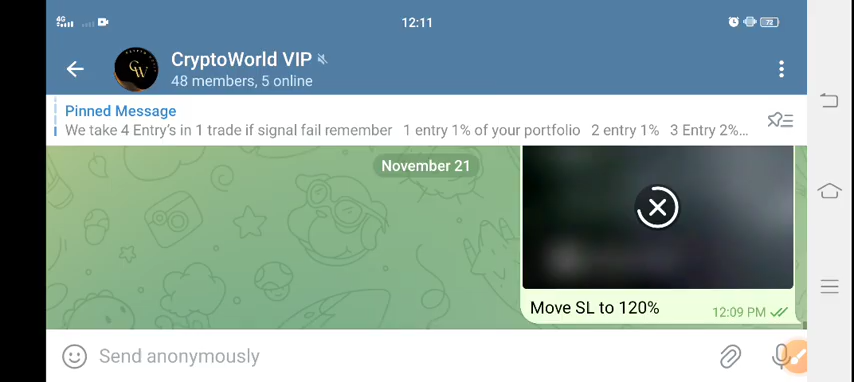 4G 12:11 72
CryptoWorld VIP
48 members, 5 online
Pinned Message
We take 4 Entry's in 1 trade if signal fail remember 1 entry 1% of your portfolio 2 entry 1% 3 Entry 2%...
November 21
Move SL to 120%
12:09 PM
Send anonymously